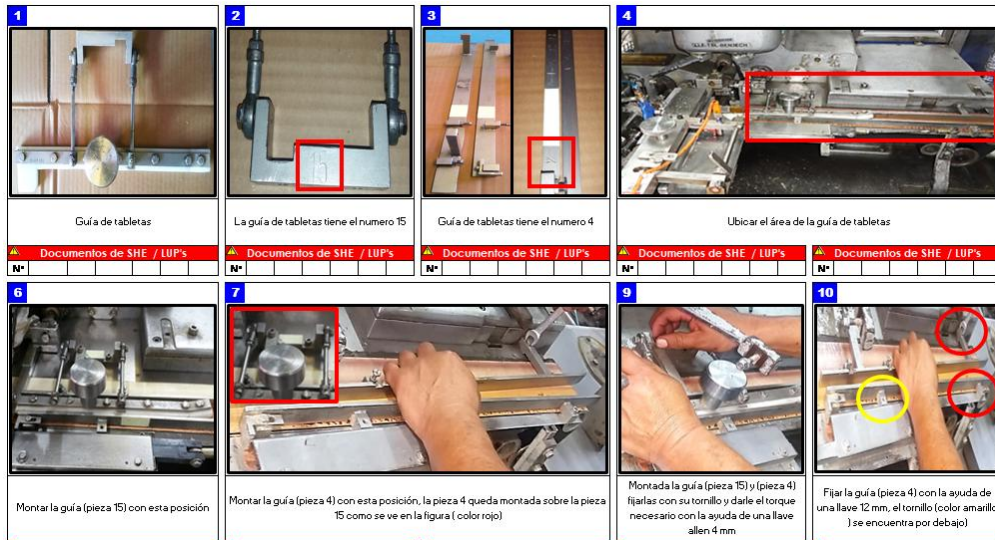 1
2
3
4
Guía de tabletas
La guía de tabletas tiene el numero 15
Guía de tabletas tiene el numero 4
Ubicar el área de la guía de tabletas
Documentos de SHE / LUP's
Documentos de SHE / LUP's
Documentos de SHE / LUP's
Documentos de SHE / LUP's
Documentos de SHE / LUP's
N°
N°
N°
N°
N°
6
7
9
10
Montar la guía (pieza 15) con esta posición
Montar la guía (pieza 4) con esta posición, la pieza 4 queda montada sobre la pieza
15 como se ve en la figura ( color rojo)
Montada la guía (pieza 15) y (pieza 4)
fijarlas con su tornillo y darle el torque
necesario con la ayuda de una llave
allen 4 mm
Fijar la guía (pieza 4) con la ayuda de
una llave 12 mm, el tornillo (color amarillo
) se encuentra por debajo)